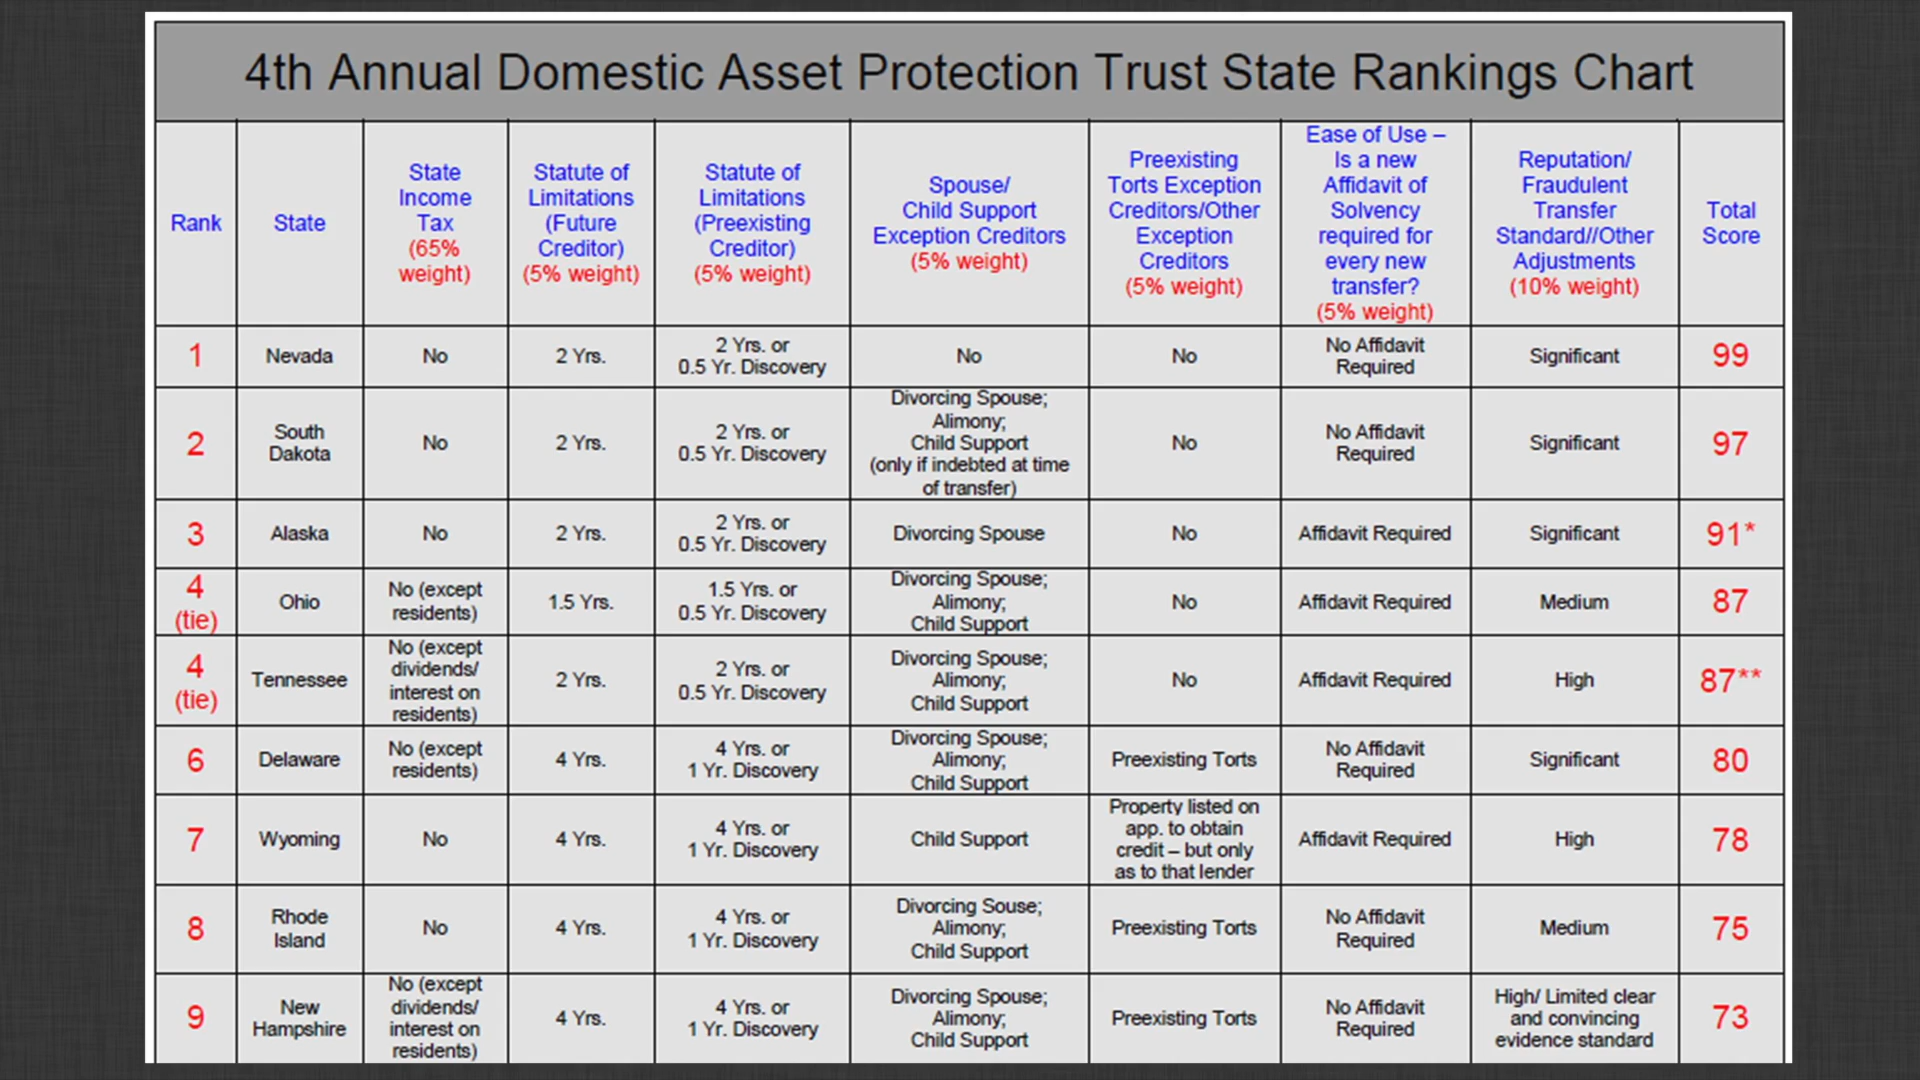 4th Annual Domestic Asset Protection Trust State Rankings Chart
Rank
State
State
Income
Tax
(65%
weight)
Statute of
Limitations
(Future
Creditor)
(5% weight)
Statute of
Limitations
(Preexisting
Creditor)
(5% weight)
Spouse/
Child Support
Exception Creditors
(5% weight)
Preexisting
Torts Exception
Creditors/Other
Exception
Creditors
(5% weight)
Ease of Use –
Is a new
Affidavit of
Solvency
required for
every new
transfer?
(5% weight)
Reputation/
Fraudulent
Transfer
Standard//Other
Adjustments
(10% weight)
Total
Score
1
Nevada
No
2 Yrs.
2 Yrs. or
0.5 Yr. Discovery
No
No
No Affidavit
Required
Significant
99
2
South
Dakota
No
2 Yrs.
2 Yrs. or
0.5 Yr. Discovery
Divorcing Spouse;
Alimony;
Child Support
(only if indebted at time
of transfer)
No
No Affidavit
Required
Significant
97
3
Alaska
No
2 Yrs.
2 Yrs. or
0.5 Yr. Discovery
Divorcing Spouse
No
Affidavit Required
Significant
91*
4
(tie)
Ohio
No (except
residents)
1.5 Yrs.
1.5 Yrs. or
0.5 Yr. Discovery
Divorcing Spouse;
Alimony;
Child Support
No
Affidavit Required
Medium
87
4
(tie)
Tennessee
No (except
dividends/
interest on
residents)
2 Yrs.
2 Yrs. or
0.5 Yr. Discovery
Divorcing Spouse;
Alimony;
Child Support
No
Affidavit Required
High
87**
6
Delaware
No (except
residents)
4 Yrs.
4 Yrs. or
1 Yr. Discovery
Divorcing Spouse;
Alimony;
Child Support
Preexisting Torts
No Affidavit
Required
Significant
80
7
Wyoming
No
4 Yrs.
4 Yrs. or
1 Yr. Discovery
Child Support
Property listed on
app. to obtain
credit – but only
as to that lender
Affidavit Required
High
78
8
Rhode
Island
No
4 Yrs.
4 Yrs. or
1 Yr. Discovery
Divorcing Souse;
Alimony;
Child Support
Preexisting Torts
No Affidavit
Required
Medium
75
9
New
Hampshire
No (except
dividends/
interest on
residents)
4 Yrs.
4 Yrs. or
1 Yr. Discovery
Divorcing Spouse;
Alimony;
Child Support
Preexisting Torts
No Affidavit
Required
High/ Limited clear
and convincing
evidence standard
73